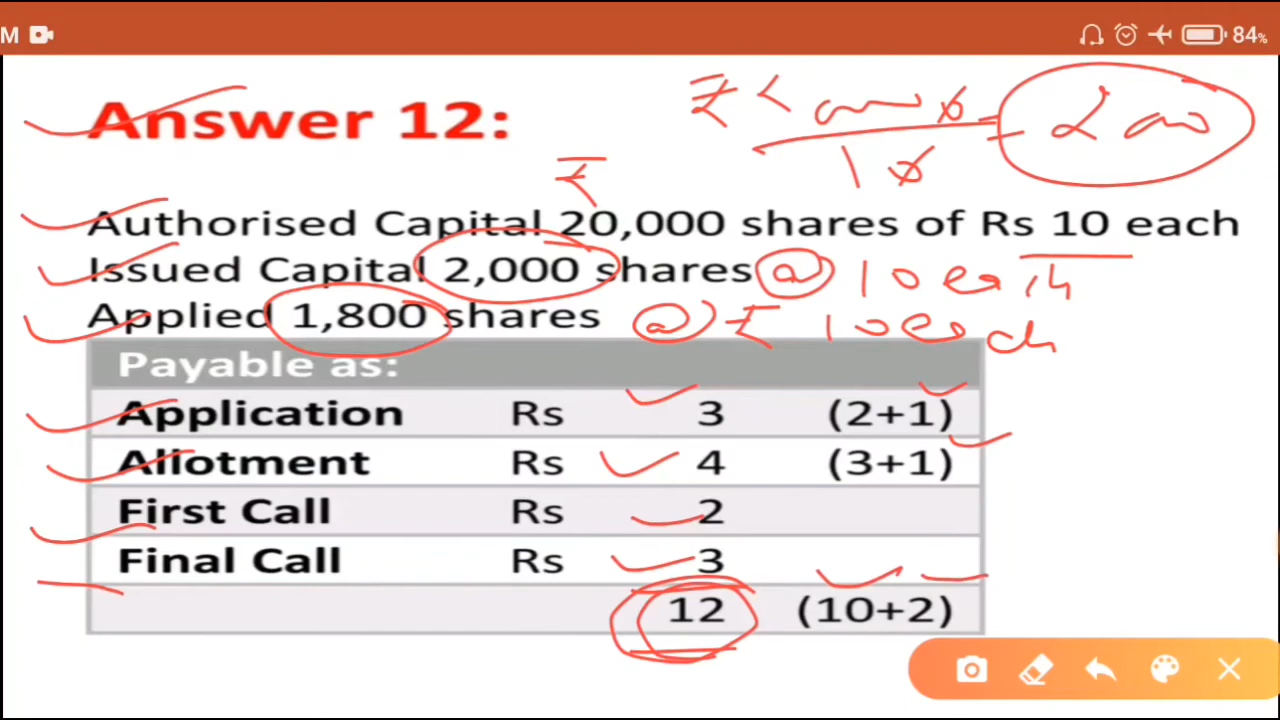 M 84%
Answer 12:
₹
Authorised Capital 20,000 shares of Rs 10 each
Issued Capital 2,000 shares @ 10 each
Applied 1,800 shares @ ₹ 10 each
Payable as:
Application Rs 3 (2+1)
Allotment Rs 4 (3+1)
First Call Rs 2
Final Call Rs 3
12 (10+2)